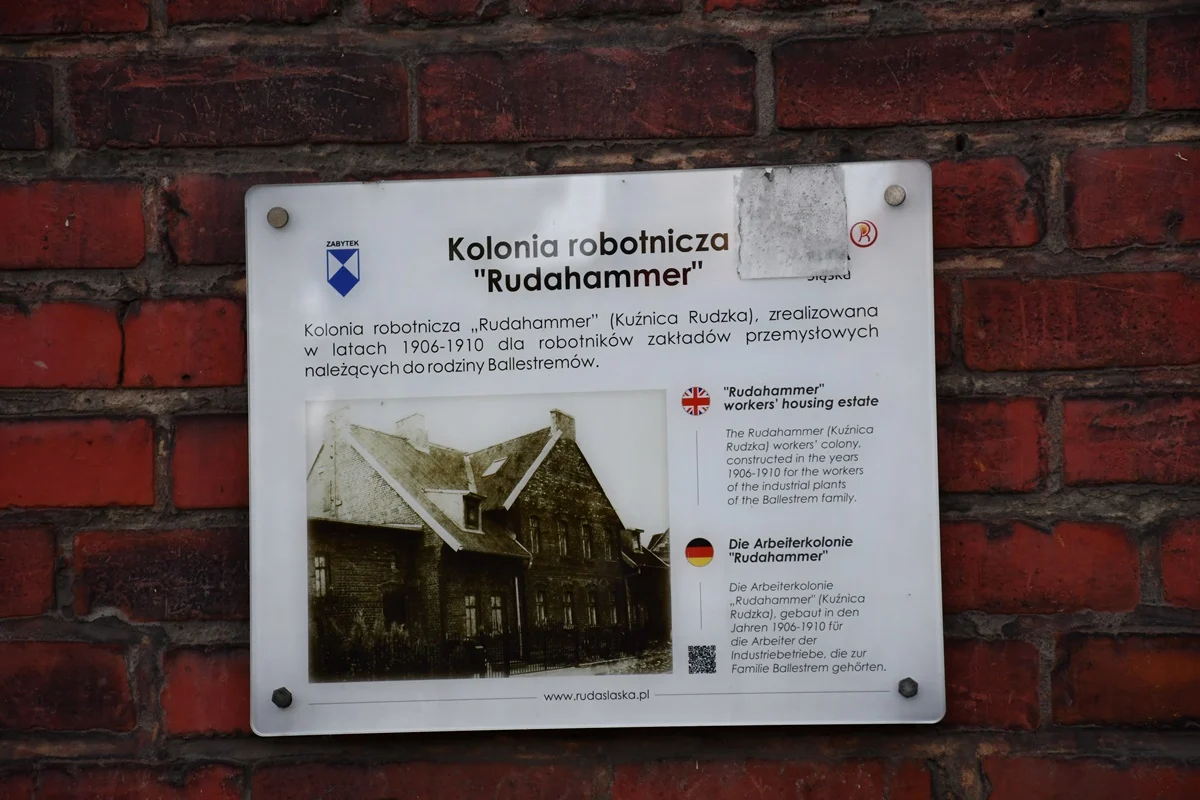 ZABYTEK
Kolonia robotnicza
"Rudahammer"
Kolonia robotnicza „Rudahammer” (Kuźnica Rudzka), zrealizowana
w latach 1906-1910 dla robotników zakładów przemysłowych
należących do rodziny Ballestremów.
"Rudahammer"
workers' housing estate
The Rudahammer (Kuźnica
Rudzka) workers' colony,
constructed in the years
1906-1910 for the workers
of the industrial plants
of the Ballestrem family.
Die Arbeiterkolonie
"Rudahammer"
Die Arbeiterkolonie
„Rudahammer" (Kuźnica
Rudzka), gebaut in den
Jahren 1906-1910 für
die Arbeiter der
Industriebetriebe, die zur
Familie Ballestrem gehörten.
www.rudaslaska.pl